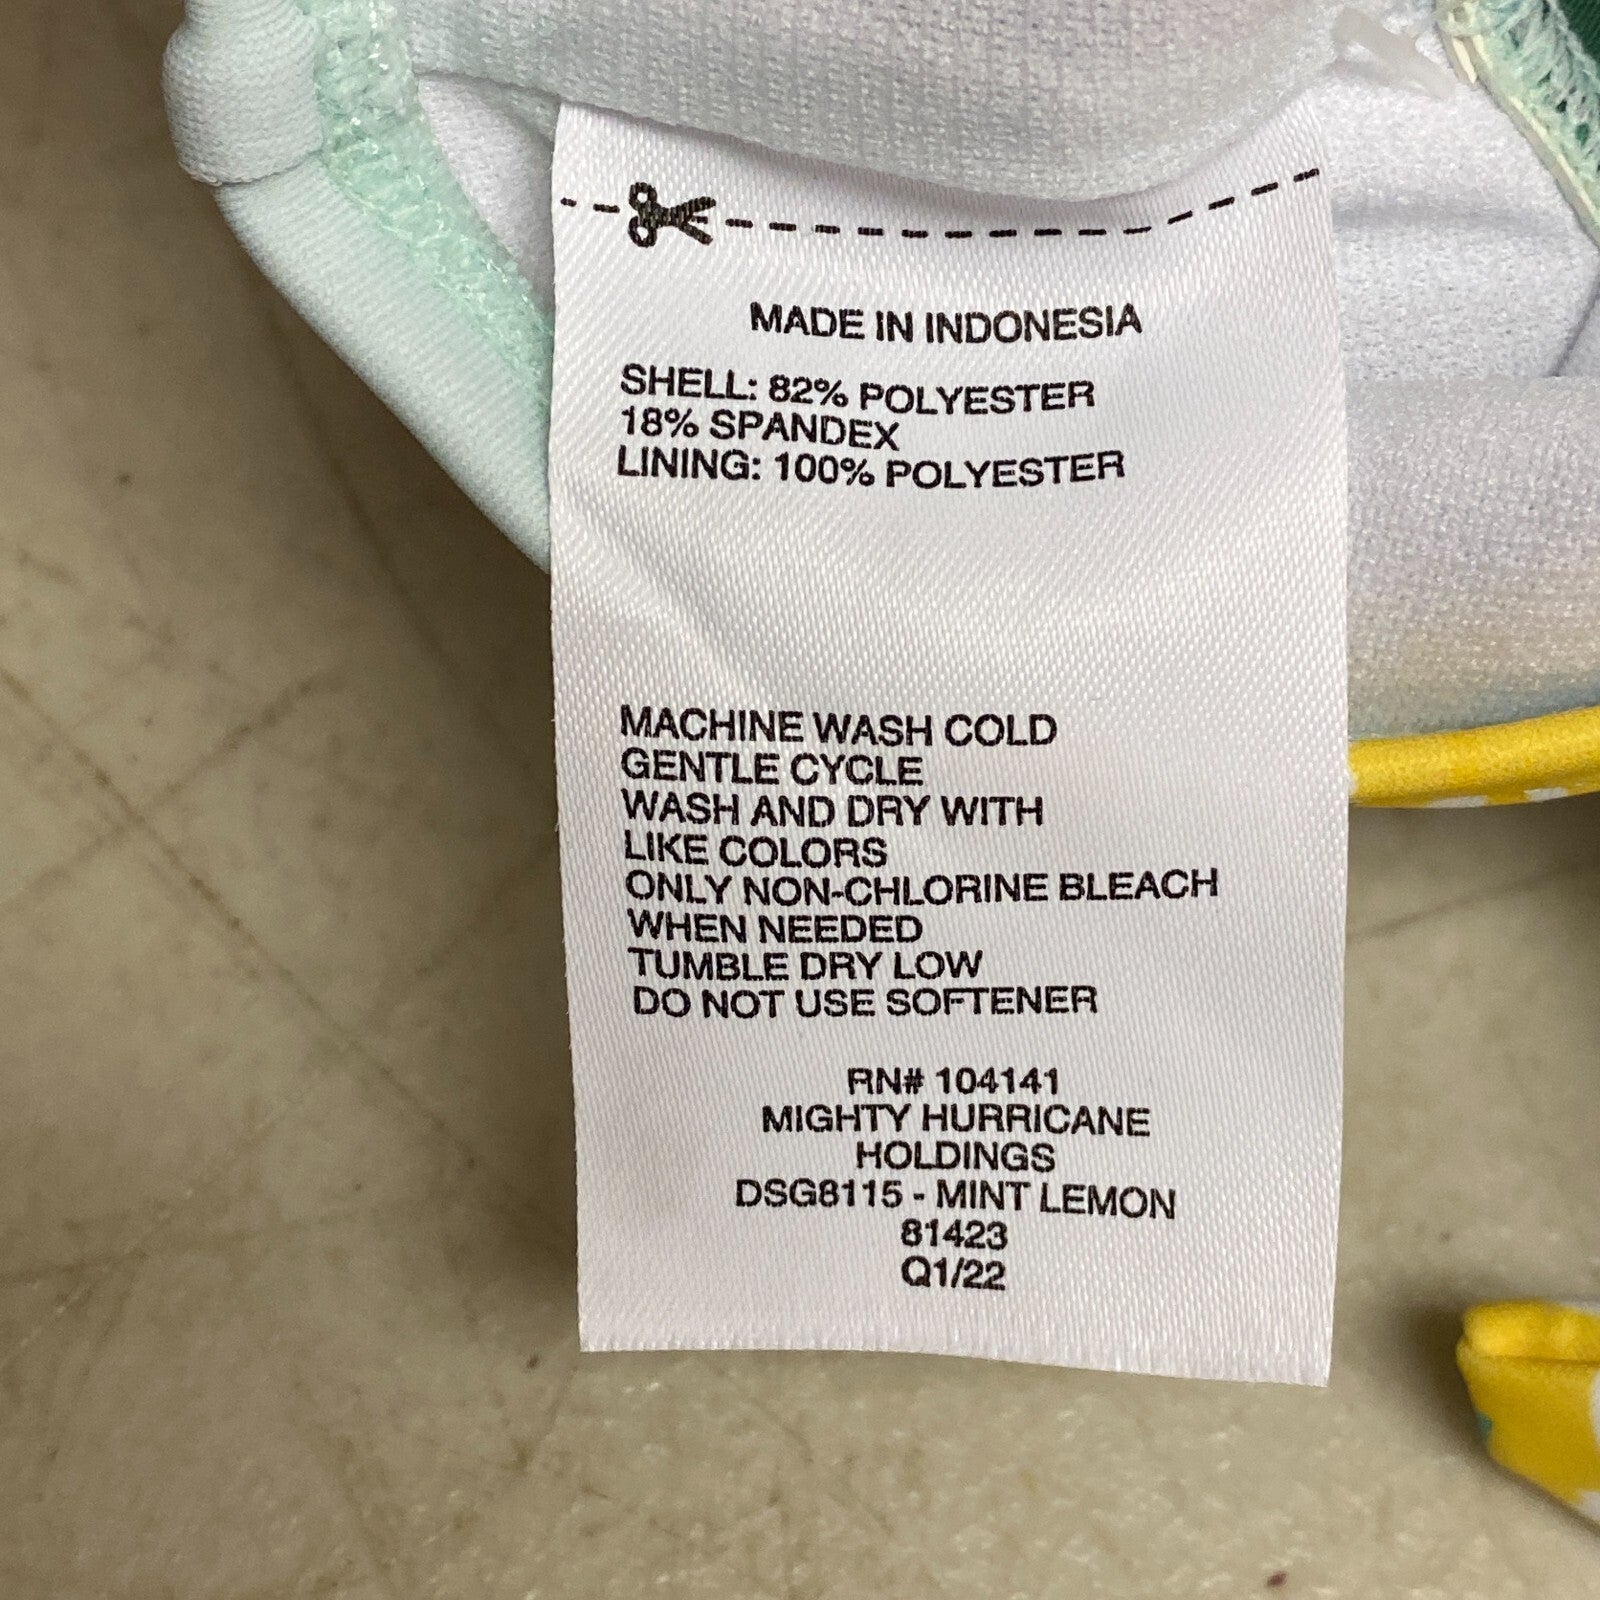 MADE IN INDONESIA
SHELL: 82% POLYESTER
18% SPANDEX
LINING: 100% POLYESTER
MACHINE WASH COLD
GENTLE CYCLE
WASH AND DRY WITH
LIKE COLORS
ONLY NON-CHLORINE BLEACH
WHEN NEEDED
TUMBLE DRY LOW
DO NOT USE SOFTENER
RN# 104141
MIGHTY HURRICANE
HOLDINGS
DSG8115 - MINT LEMON
81423
Q1/22